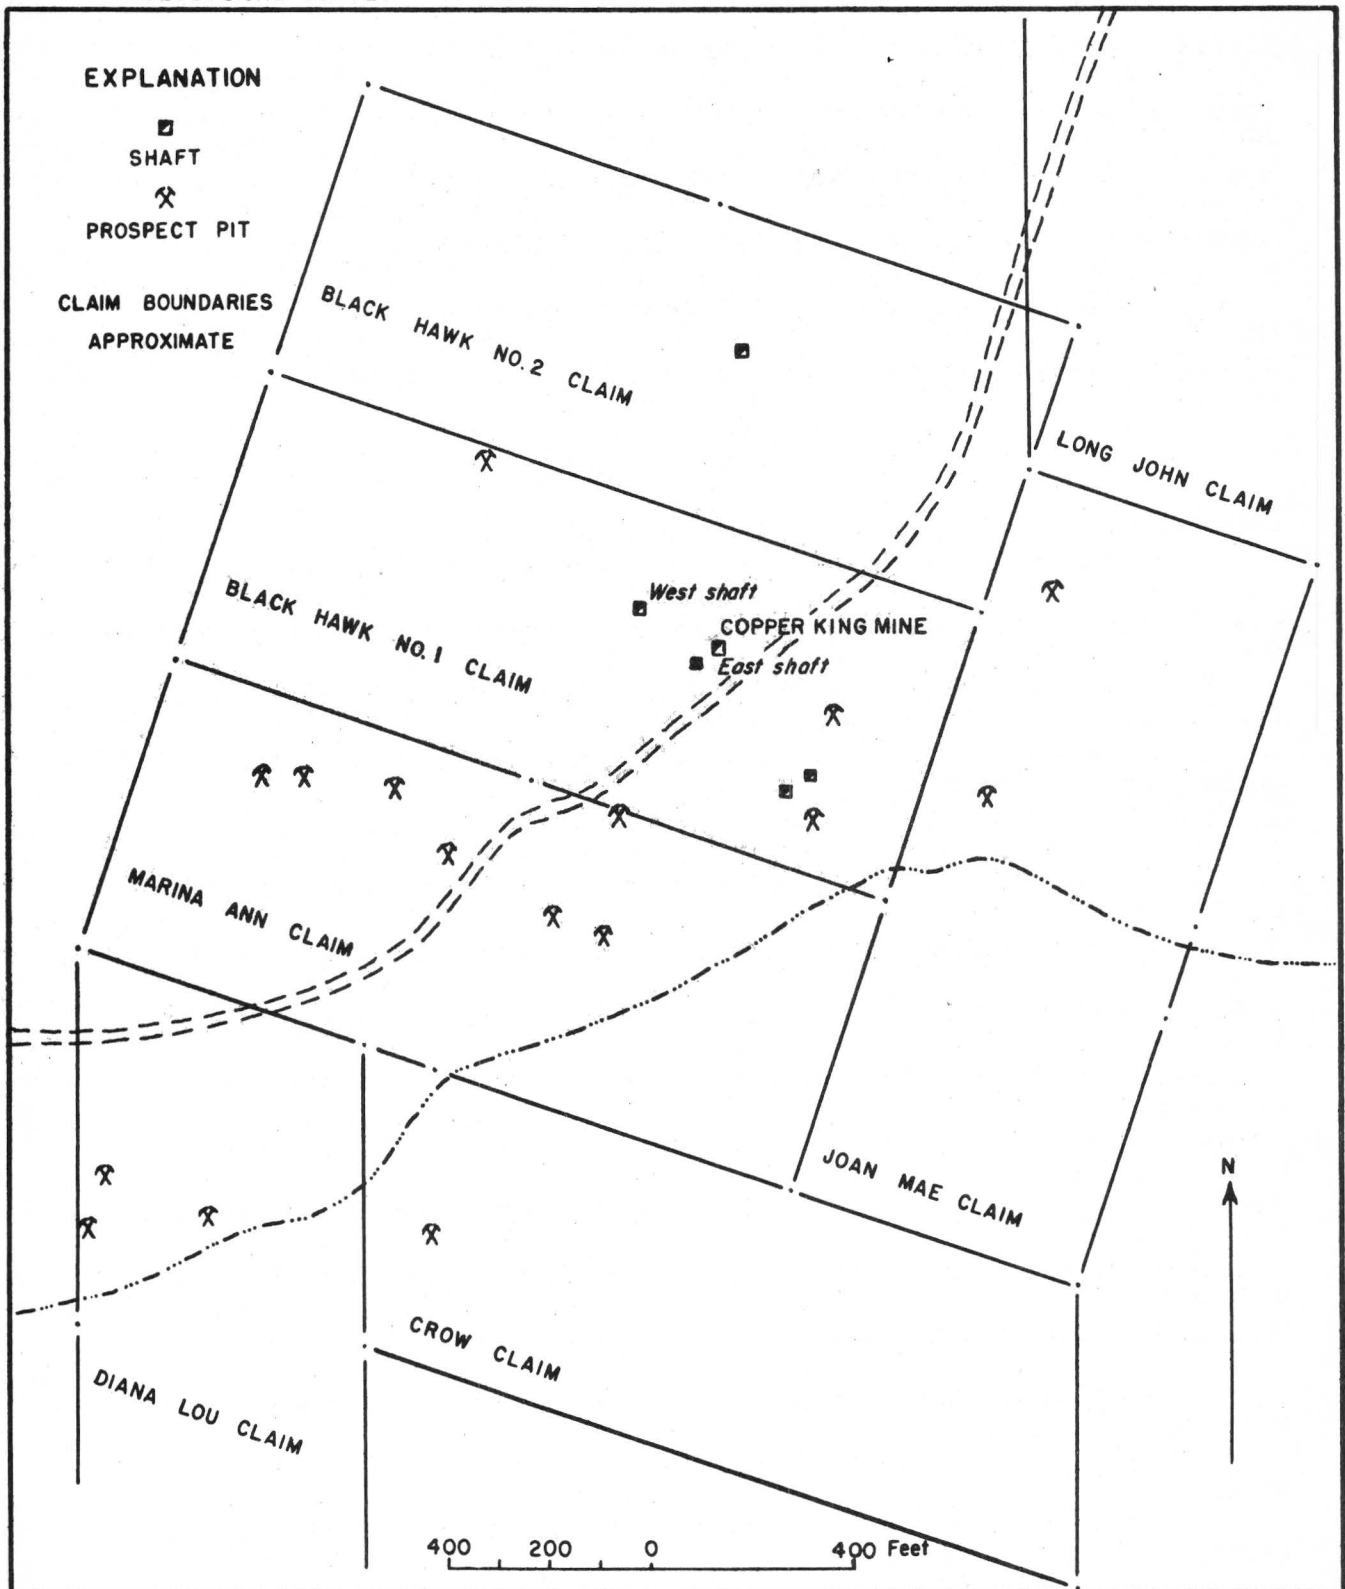 EXPLANATION
SHAFT
PROSPECT PIT
CLAIM BOUNDARIES
APPROXIMATE
BLACK HAWK NO. 2 CLAIM
LONG JOHN CLAIM
West shaft
COPPER KING MINE
East shaft
BLACK HAWK NO. 1 CLAIM
MARINA ANN CLAIM
JOAN MAE CLAIM
N
CROW CLAIM
DIANA LOU CLAIM
400 200 0 400 Feet